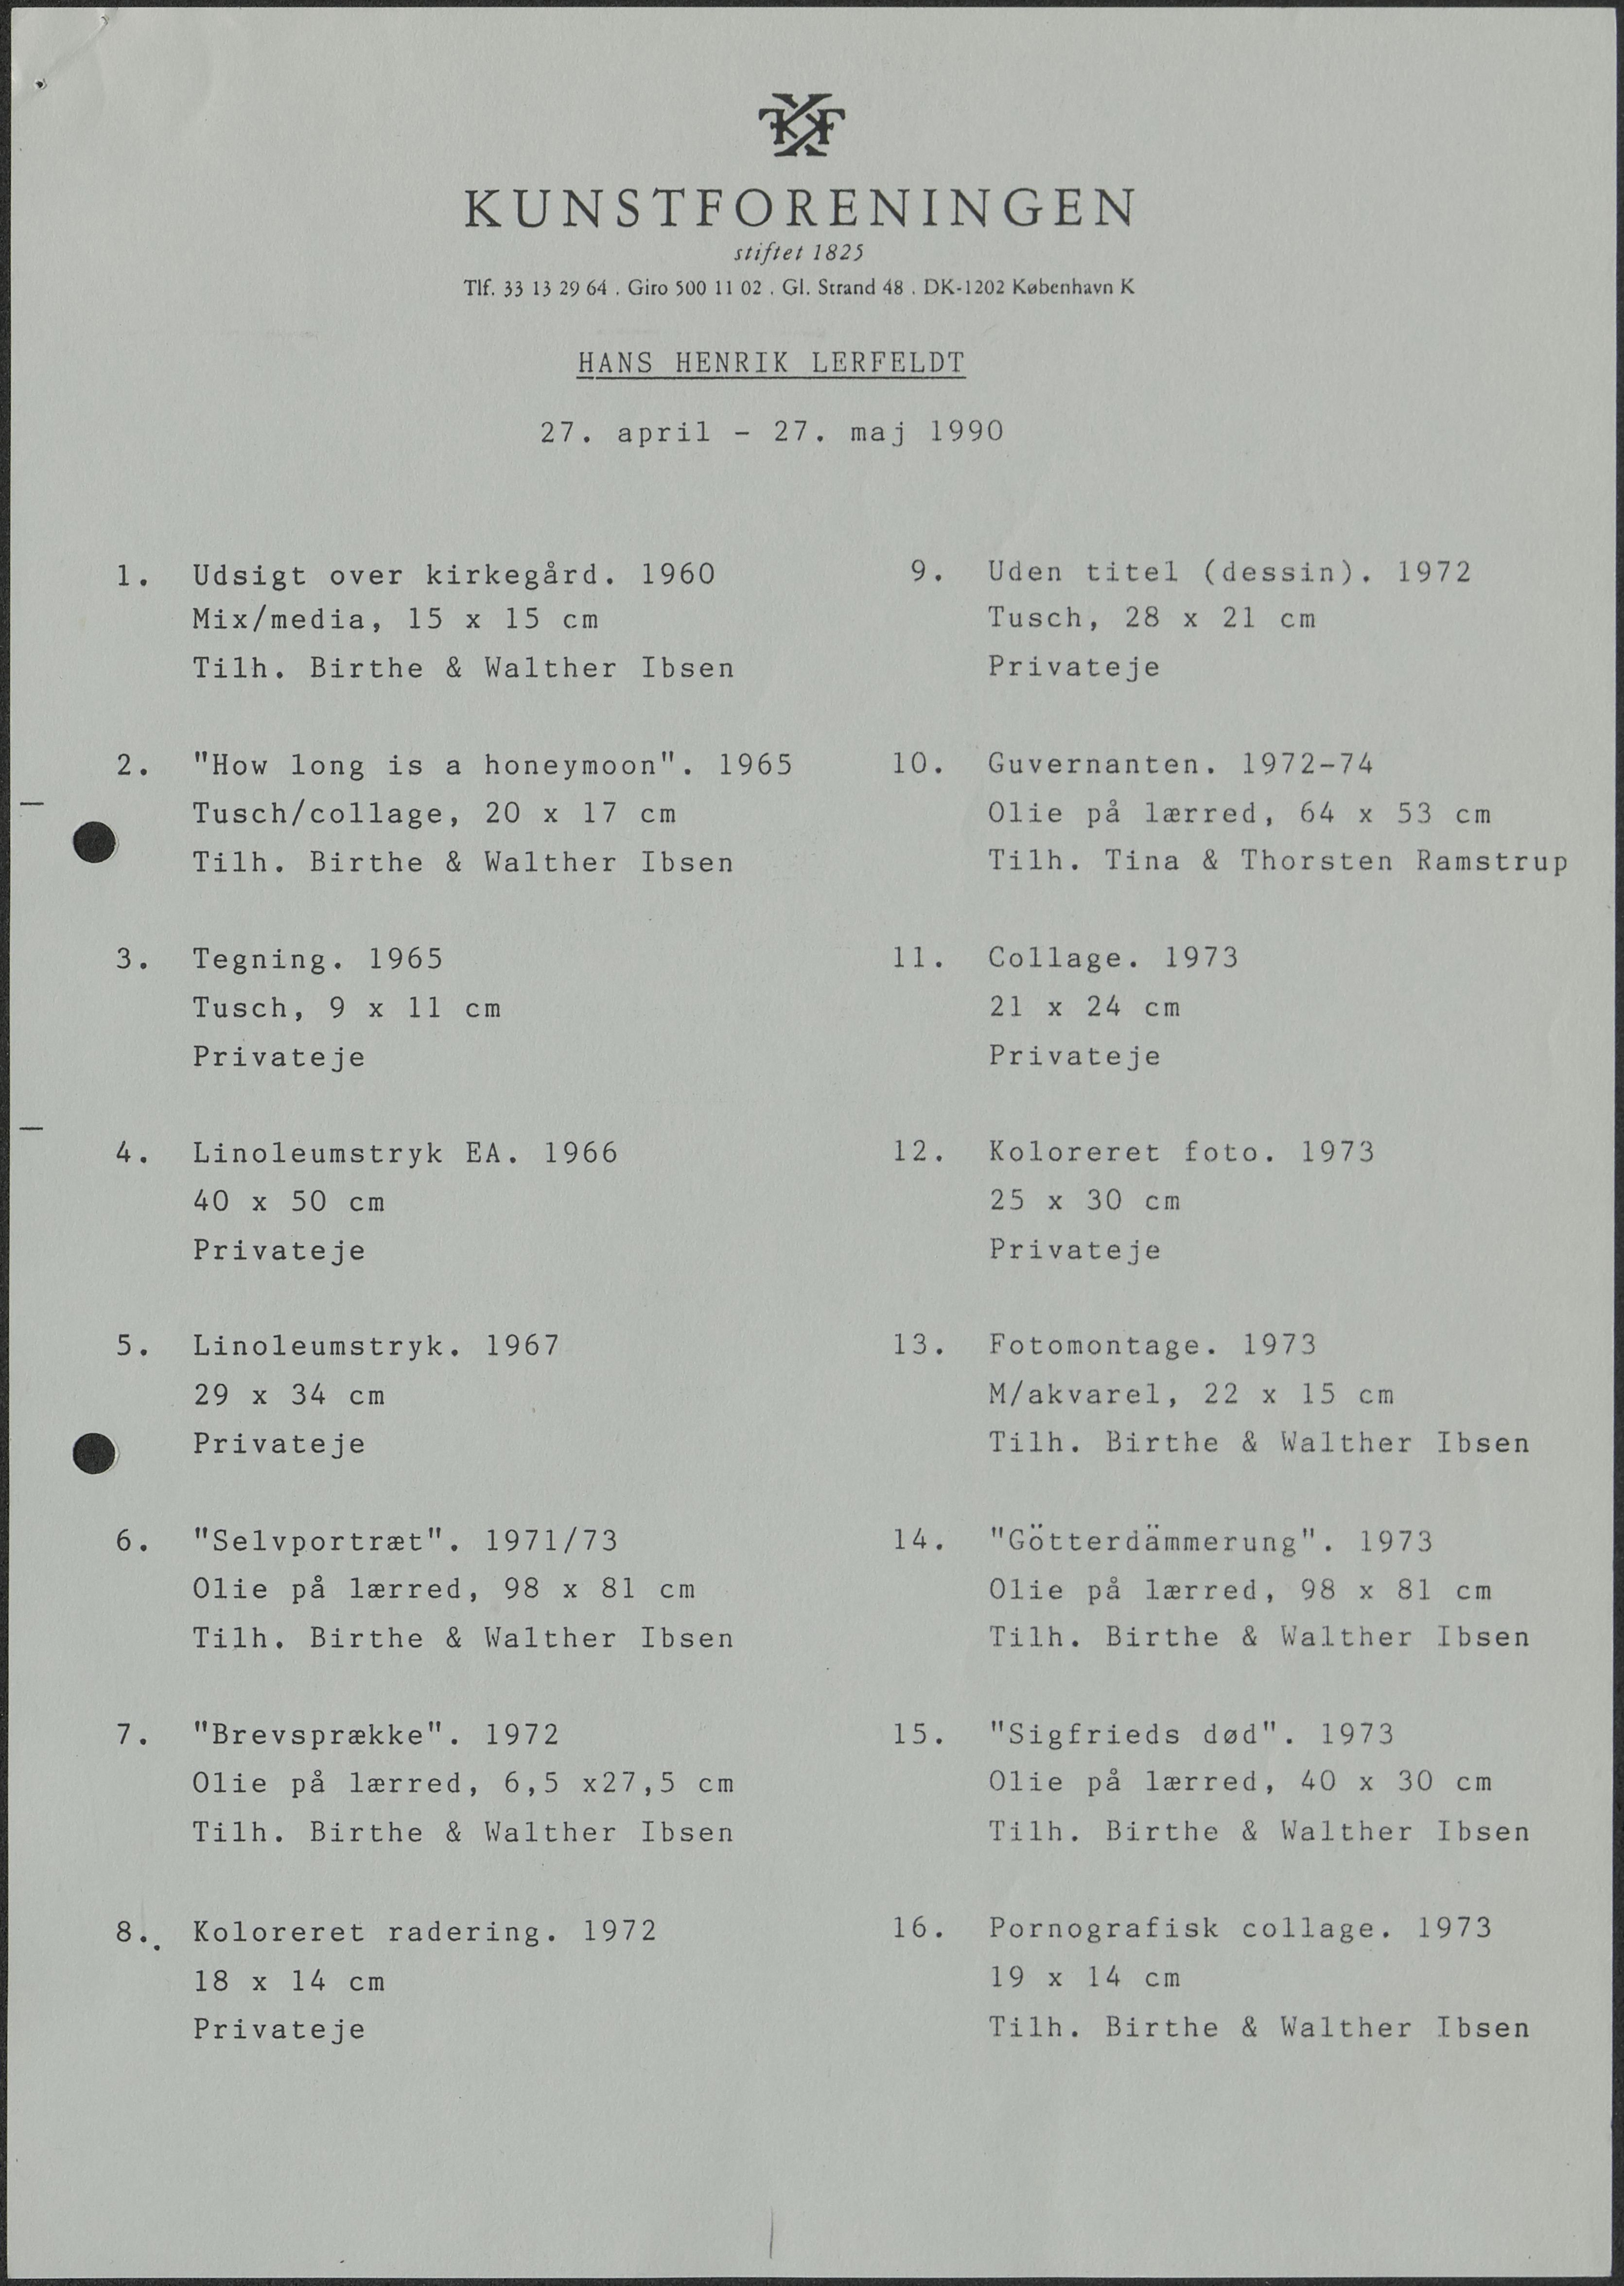 KUNSTFORENINGEN
stiftet 1825
Tlf. 33 13 29 64 . Giro 500 11 02 . Gl. Strand 48 . DK-1202 København K
HANS HENRIK LERFELDT
27. april - 27. maj 1990
1. Udsigt over kirkegård. 1960
Mix/media, 15 x 15 cm
Tilh. Birthe & Walther Ibsen
2. "How long is a honeymoon". 1965
Tusch/collage, 20 x 17 cm
Tilh. Birthe & Walther Ibsen
3. Tegning. 1965
Tusch, 9 x 11 cm
Privateje
4. Linoleumstryk EA. 1966
40 x 50 cm
Privateje
5. Linoleumstryk. 1967
29 x 34 cm
Privateje
6. "Selvportræt". 1971/73
Olie på lærred, 98 x 81 cm
Tilh. Birthe & Walther Ibsen
7. "Brevsprække". 1972
Olie på lærred, 6,5 x27,5 cm
Tilh. Birthe & Walther Ibsen
8. Koloreret radering. 1972
18 x 14 cm
Privateje
9. Uden titel (dessin). 1972
Tusch, 28 x 21 cm
Privateje
10. Guvernanten. 1972-74
Olie på lærred, 64 x 53 cm
Tilh. Tina & Thorsten Ramstrup
11. Collage. 1973
21 x 24 cm
Privateje
12. Koloreret foto. 1973
25 x 30 cm
Privateje
13. Fotomontage. 1973
M/akvarel, 22 x 15 cm
Tilh. Birthe & Walther Ibsen
14. "Götterdämmerung". 1973
Olie på lærred, 98 x 81 cm
Tilh. Birthe & Walther Ibsen
15. "Sigfrieds død". 1973
Olie på lærred, 40 x 30 cm
Tilh. Birthe & Walther Ibsen
16. Pornografisk collage. 1973
19 x 14 cm
Tilh. Birthe & Walther Ibsen